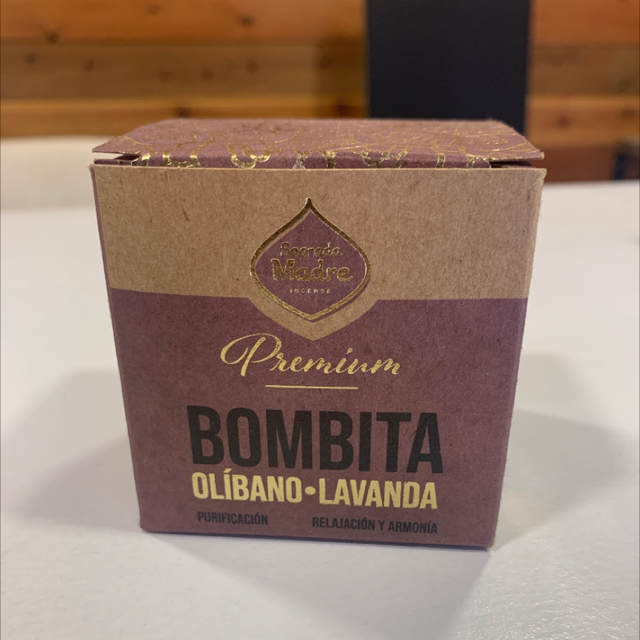 Sagrada
Madre
INCENSE
Premium
BOMBITA
OLÍBANO•LAVANDA
PURIFICACIÓN RELAJACIÓN Y ARMONÍA